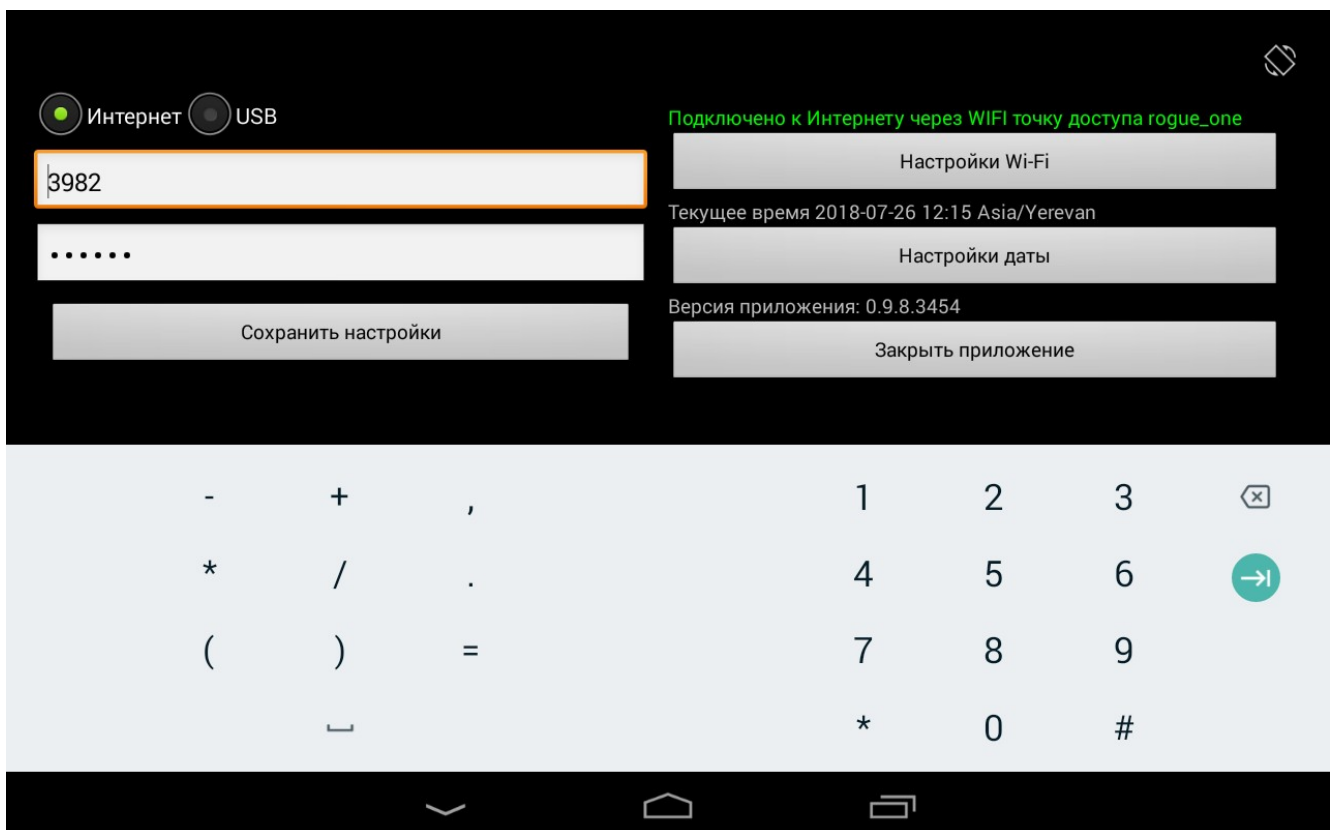 Интернет USB
3982
••••••
Сохранить настройки
Подключено к Интернету через WIFI точку доступа rogue_one
Настройки Wi-Fi
Текущее время 2018-07-26 12:15 Asia/Yerevan
Настройки даты
Версия приложения: 0.9.8.3454
Закрыть приложение
- + , 1 2 3
* / . 4 5 6
( ) = 7 8 9
* 0 #